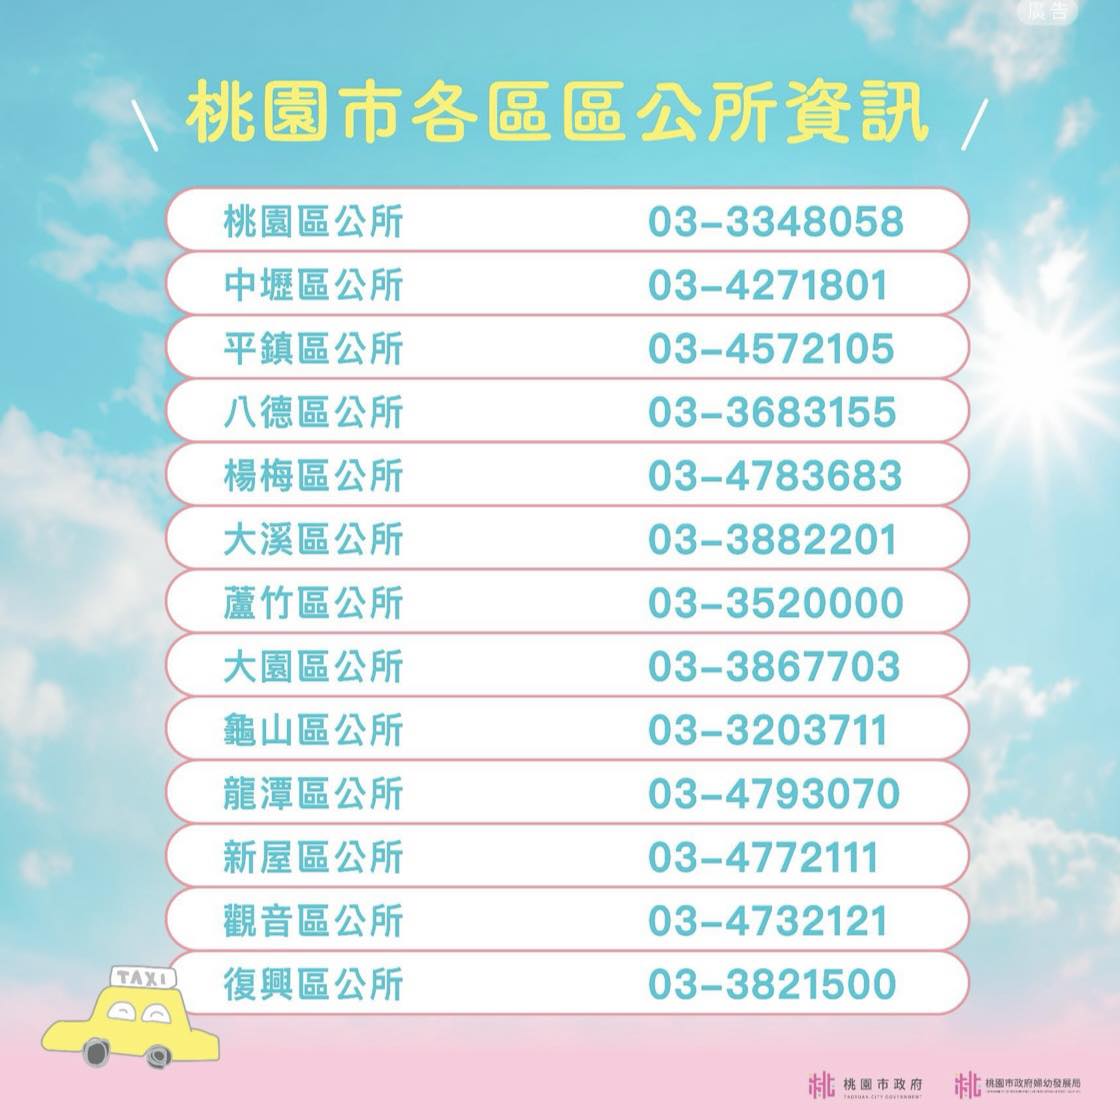 廣告
桃園市各區區公所資訊
桃園區公所 03-3348058
中壢區公所 03-4271801
平鎮區公所 03-4572105
八德區公所 03-3683155
楊梅區公所 03-4783683
大溪區公所 03-3882201
蘆竹區公所 03-3520000
大園區公所 03-3867703
龜山區公所 03-3203711
龍潭區公所 03-4793070
新屋區公所 03-4772111
觀音區公所 03-4732121
復興區公所 03-3821500
TAXI
桃園市政府 桃園市政府婦幼發展局
TAOYUAN CITY GOVERNMENT